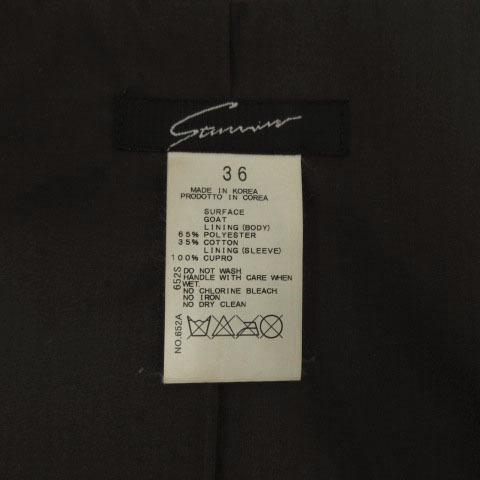 36
MADE IN KOREA
PRODOTTO IN COREA
SURFACE
GOAT
LINING (BODY)
65% POLYESTER
35% COTTON
LINING (SLEEVE)
100% CUPRO
DO NOT WASH
HANDLE WITH CARE WHEN
WET.
NO CHLORINE BLEACH
NO IRON
NO DRY CLEAN
NO.652A
652S